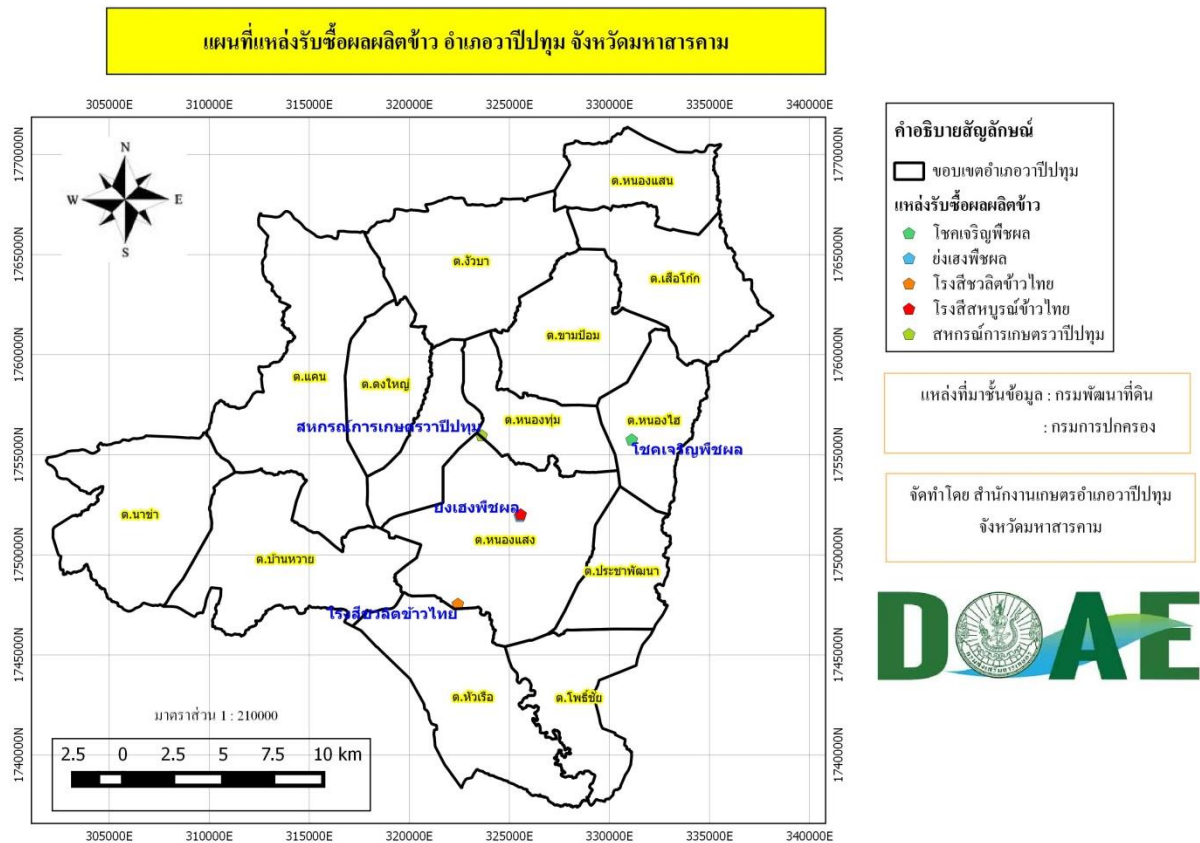 แผนที่แหล่งรับซื้อผลผลิตข้าว อำเภอวาปีปทุม จังหวัดมหาสารคาม
305000E 310000E 315000E 320000E 325000E 330000E 335000E 340000E
1770000N 1770000N
1765000N 1765000N
1760000N 1760000N
1755000N 1755000N
1750000N 1750000N
1745000N 1745000N
1740000N 1740000N
N
W E
S
ต.หนองแสน
ต.งัวบา
ต.เสือโก้ก
ต.ขามป้อม
ต.แคน
ต.ดงใหญ่
ต.หนองทุ่ม
ต.หนองไฮ
สหกรณ์การเกษตรวาปีปทุม
โชคเจริญพืชผล
ย่งเฮงพืชผล
ต.นาข่า
ต.หนองแสง
ต.บ้านหวาย
ต.ประชาพัฒนา
โรงสีชวลิตข้าวไทย
ต.หัวเรือ
ต.โพธิ์ชัย
มาตราส่วน 1 : 210000
2.5 0 2.5 5 7.5 10 km
305000E 310000E 315000E 320000E 325000E 330000E 335000E 340000E
คำอธิบายสัญลักษณ์
ขอบเขตอำเภอวาปีปทุม
แหล่งรับซื้อผลผลิตข้าว
โชคเจริญพืชผล
ย่งเฮงพืชผล
โรงสีชวลิตข้าวไทย
โรงสีสหบูรณ์ข้าวไทย
สหกรณ์การเกษตรวาปีปทุม
แหล่งที่มาชั้นข้อมูล : กรมพัฒนาที่ดิน
: กรมการปกครอง
จัดทำโดย สำนักงานเกษตรอำเภอวาปีปทุม
จังหวัดมหาสารคาม
DOAE